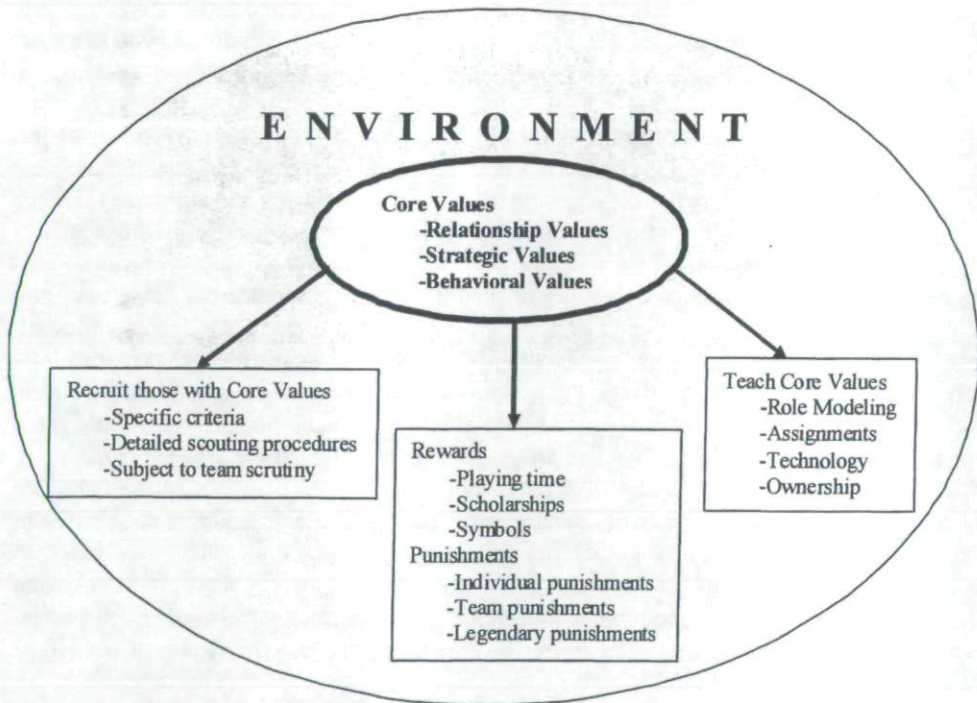 ENVIRONMENT
Core Values
-Relationship Values
-Strategic Values
-Behavioral Values
Recruit those with Core Values
-Specific criteria
-Detailed scouting procedures
-Subject to team scrutiny
Rewards
-Playing time
-Scholarships
-Symbols
Punishments
-Individual punishments
-Team punishments
-Legendary punishments
Teach Core Values
-Role Modeling
-Assignments
-Technology
-Ownership